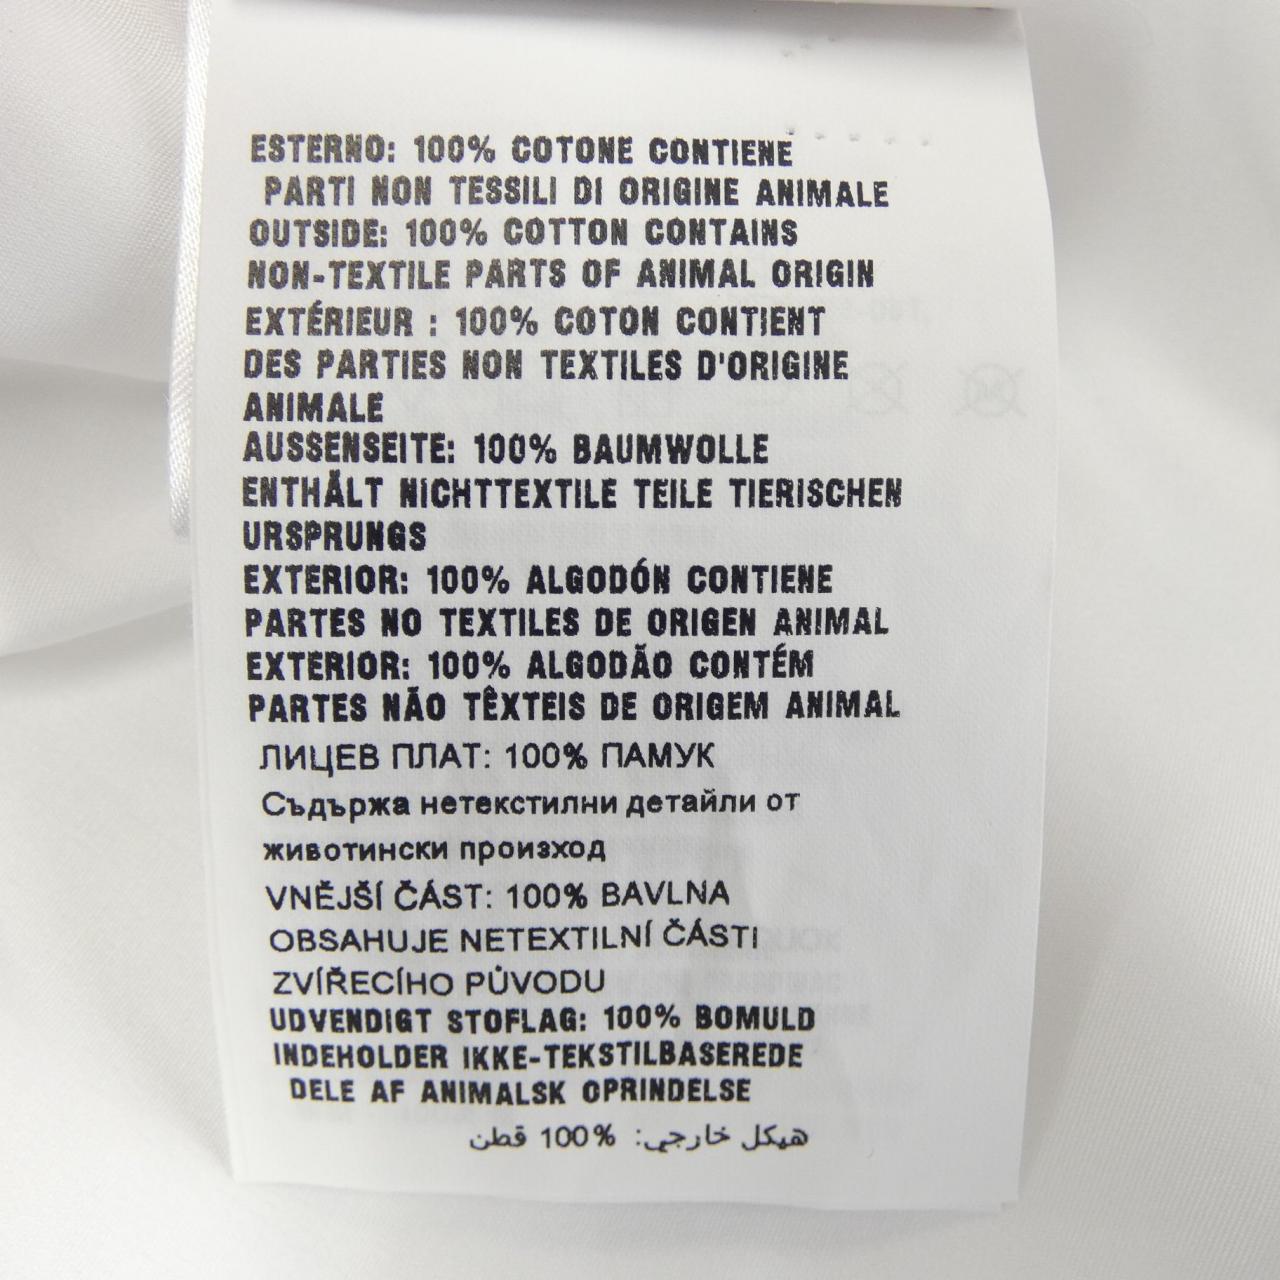 ESTERNO: 100% COTONE CONTIENE
PARTI NON TESSILI DI ORIGINE ANIMALE
OUTSIDE: 100% COTTON CONTAINS
NON-TEXTILE PARTS OF ANIMAL ORIGIN
EXTÉRIEUR : 100% COTON CONTIENT
DES PARTIES NON TEXTILES D'ORIGINE
ANIMALE
AUSSENSEITE: 100% BAUMWOLLE
ENTHÄLT NICHTTEXTILE TEILE TIERISCHEN
URSPRUNGS
EXTERIOR: 100% ALGODÓN CONTIENE
PARTES NO TEXTILES DE ORIGEN ANIMAL
EXTERIOR: 100% ALGODÃO CONTÉM
PARTES NÃO TÊXTEIS DE ORIGEM ANIMAL
ЛИЦЕВ ПЛАТ: 100% ПАМУК
Съдържа нетекстилни детайли от
животински произход
VNĚJŠÍ ČÁST: 100% BAVLNA
OBSAHUJE NETEXTILNÍ ČÁSTI
ZVÍŘECÍHO PŮVODU
UDVENDIGT STOFLAG: 100% BOMULD
INDEHOLDER IKKE-TEKSTILBASEREDE
DELE AF ANIMALSK OPRINDELSE
هيكل خارجي: 100% قطن